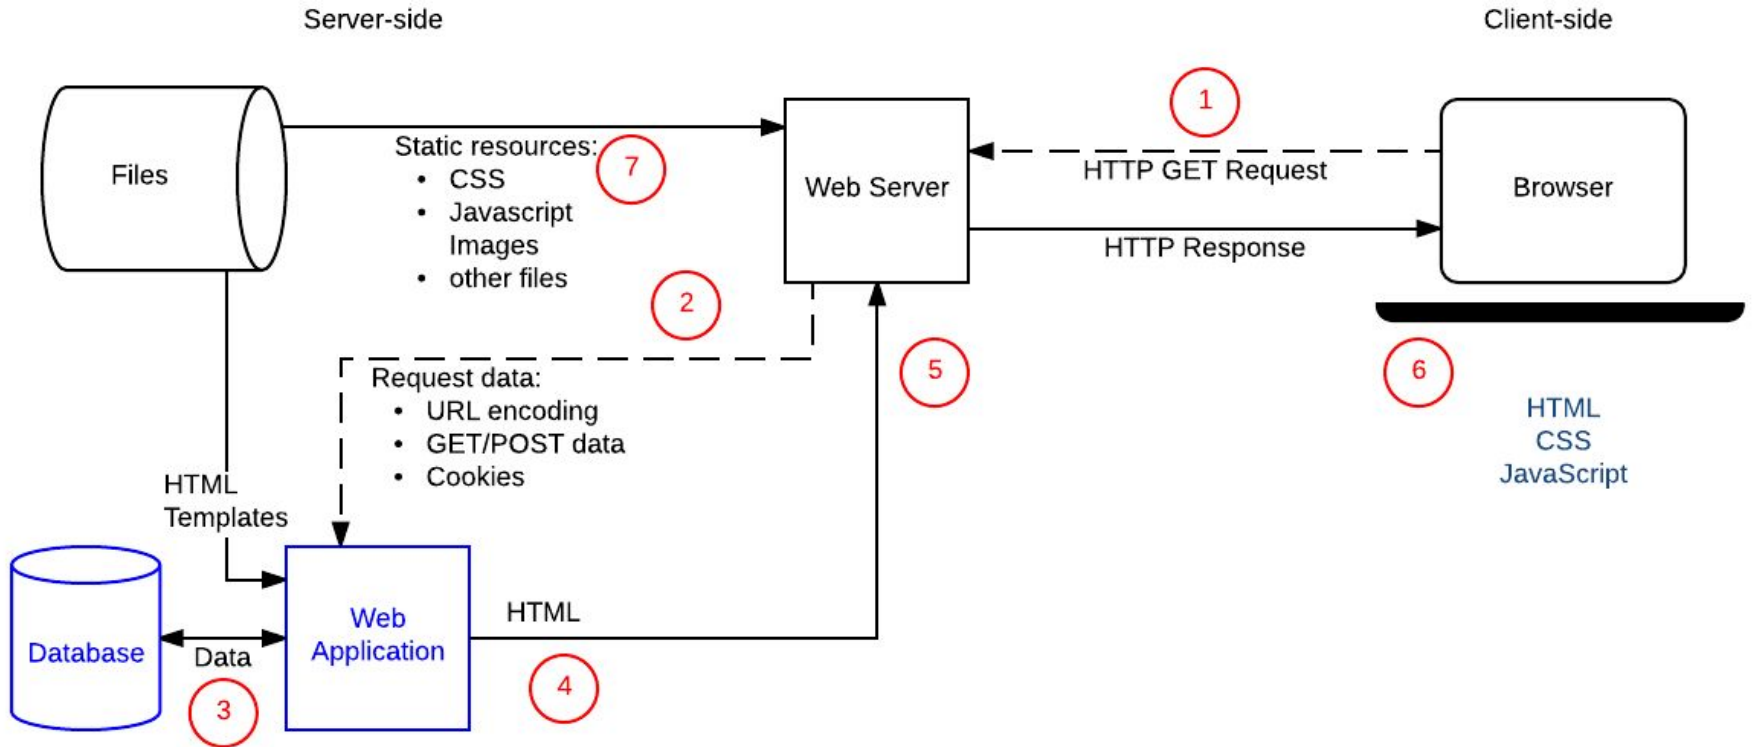 Server-side
Client-side
Files
Static resources:
• CSS
• Javascript
Images
• other files
7
Web Server
1
HTTP GET Request
HTTP Response
Browser
2
Request data:
• URL encoding
• GET/POST data
• Cookies
5
6
HTML
CSS
JavaScript
HTML
Templates
Database
Data
3
Web
Application
HTML
4